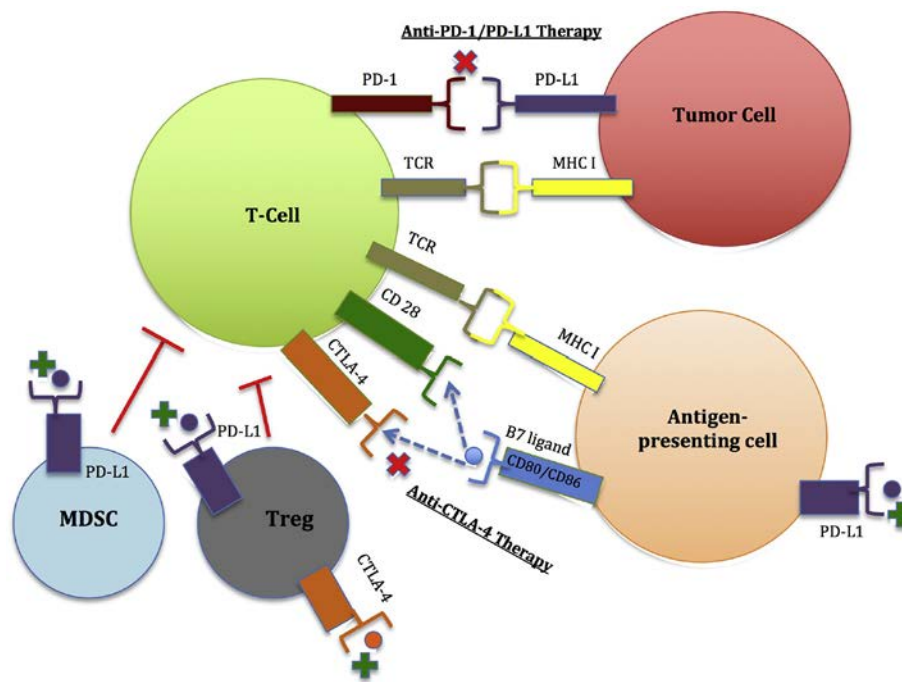 Anti-PD-1/PD-L1 Therapy
PD-1
PD-L1
Tumor Cell
TCR
MHC I
T-Cell
TCR
CD 28
MHC I
CTLA-4
Antigen-
presenting cell
B7 ligand
CD80/CD86
PD-L1
PD-L1
PD-L1
MDSC
Treg
Anti-CTLA-4 Therapy
CTLA-4